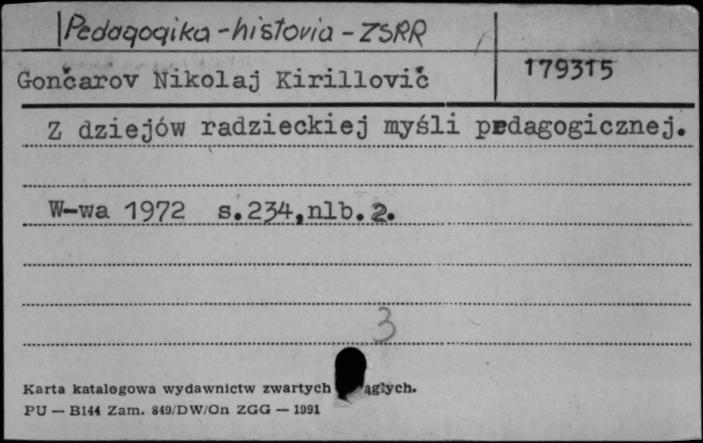 Pedagogika - historia - ZSRR
Gončarov Nikolaj Kirillovič
179315
Z dziejów radzieckiej myśli pedagogicznej.
W-wa 1972 s.234,nlb.2.
3
Karta katalogowa wydawnictw zwartych ągłych.
PU — B144 Zam. 849/DW/On ZGG — 1991